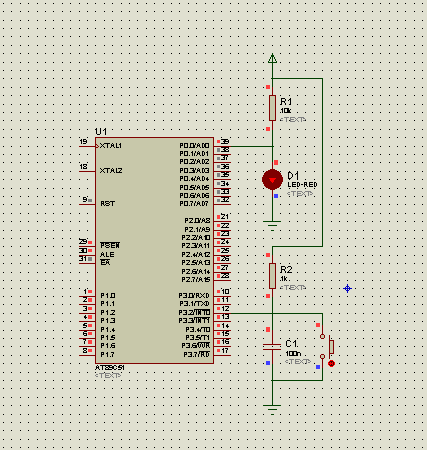 R1
10k
<TEXT>
U1
19 XTAL1 P0.0/AD0 39
P0.1/AD1 38
P0.2/AD2 37
18 XTAL2 P0.3/AD3 36
P0.4/AD4 35
P0.5/AD5 34
P0.6/AD6 33
9 RST P0.7/AD7 32
D1
LED-RED
<TEXT>
P2.0/A8 21
P2.1/A9 22
P2.2/A10 23
29 PSEN P2.3/A11 24
30 ALE P2.4/A12 25
31 EA P2.5/A13 26
P2.6/A14 27
P2.7/A15 28
R2
1k
<TEXT>
1 P1.0 P3.0/RXD 10
2 P1.1 P3.1/TXD 11
3 P1.2 P3.2/INT0 12
4 P1.3 P3.3/INT1 13
5 P1.4 P3.4/T0 14
6 P1.5 P3.5/T1 15
7 P1.6 P3.6/WR 16
8 P1.7 P3.7/RD 17
AT89C51
<TEXT>
C1
100n
<TEXT>